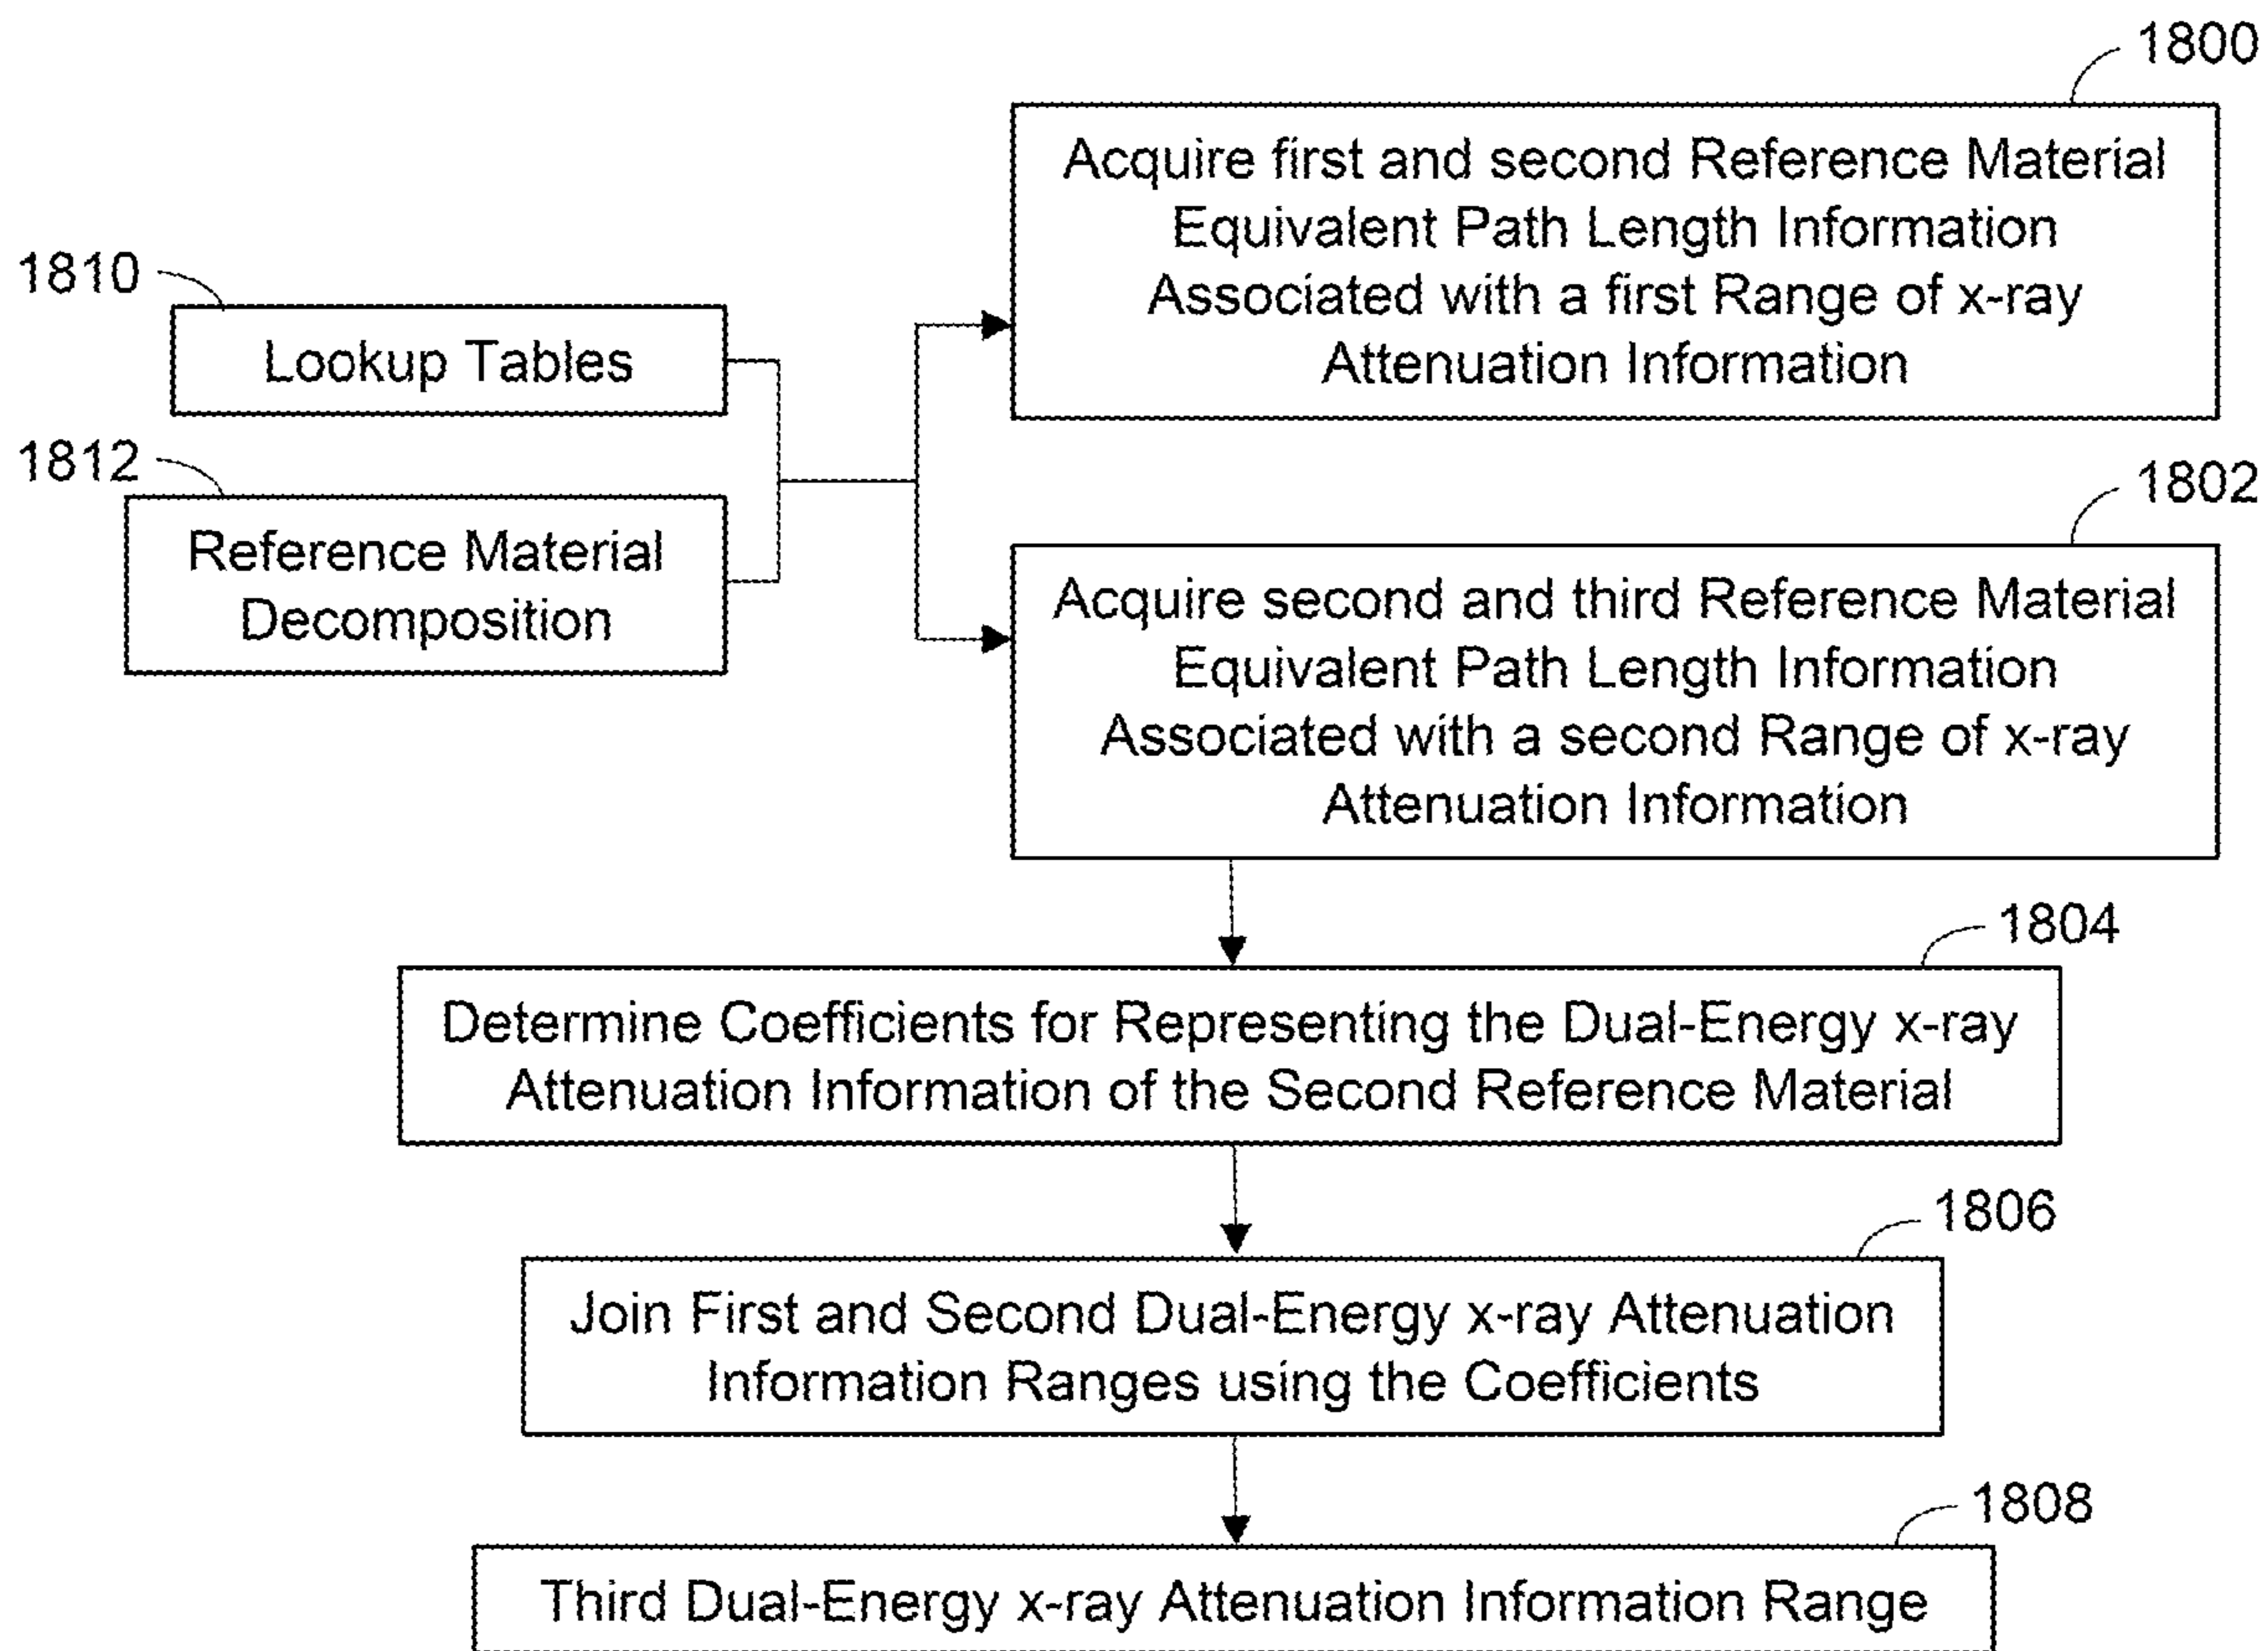 1800
Acquire first and second Reference Material
Equivalent Path Length Information
Associated with a first Range of x-ray
Attenuation Information
1810
Lookup Tables
1812
Reference Material
Decomposition
1802
Acquire second and third Reference Material
Equivalent Path Length Information
Associated with a second Range of x-ray
Attenuation Information
1804
Determine Coefficients for Representing the Dual-Energy x-ray
Attenuation Information of the Second Reference Material
1806
Join First and Second Dual-Energy x-ray Attenuation
Information Ranges using the Coefficients
1808
Third Dual-Energy x-ray Attenuation Information Range